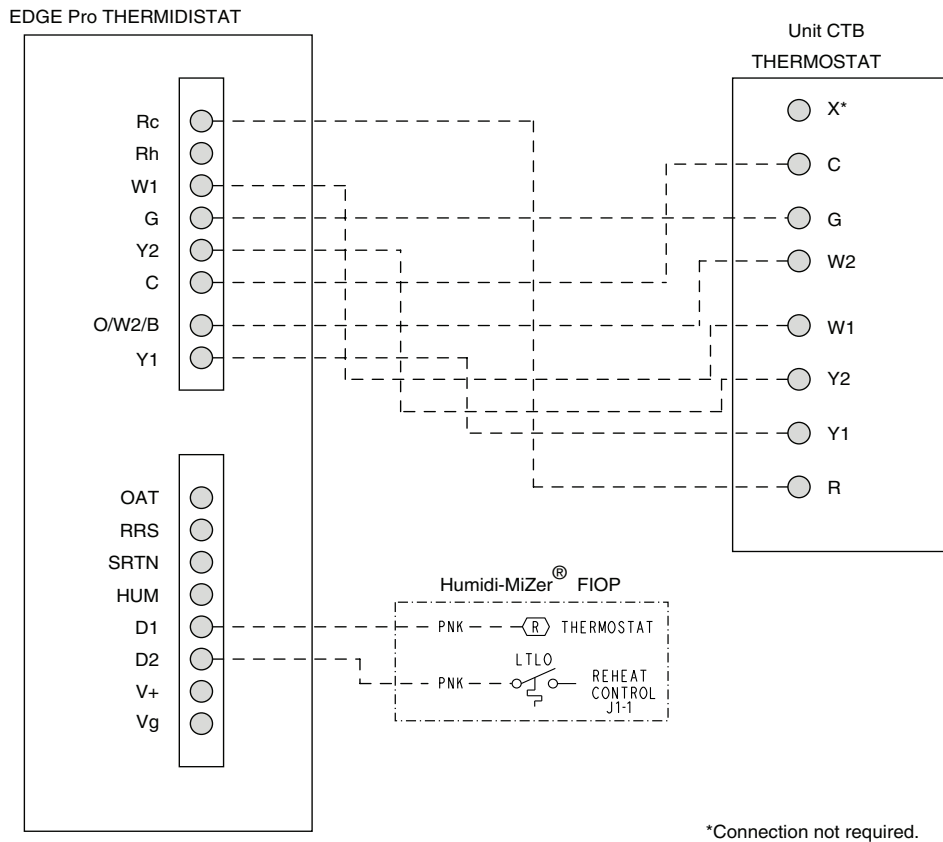 EDGE Pro THERMIDISTAT
Rc
Rh
W1
G
Y2
C
O/W2/B
Y1
OAT
RRS
SRTN
HUM
D1
D2
V+
Vg
Unit CTB
THERMOSTAT
X*
C
G
W2
W1
Y2
Y1
R
Humidi-MiZer® FIOP
PNK R THERMOSTAT
LTLO
PNK REHEAT
CONTROL
J1-1
*Connection not required.